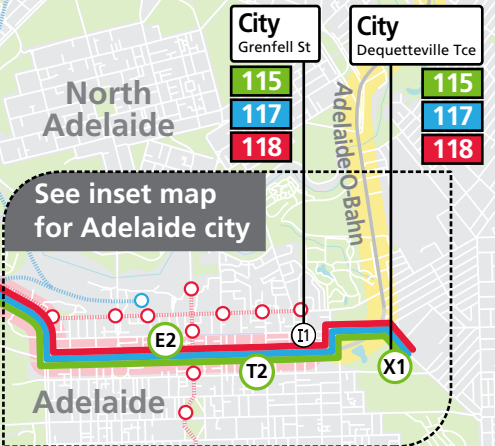 City
Grenfell St
115
117
118
City
Dequetteville Tce
115
117
118
North
Adelaide
Adelaide O-Bahn
See inset map
for Adelaide city
E2
I1
T2
X1
Adelaide